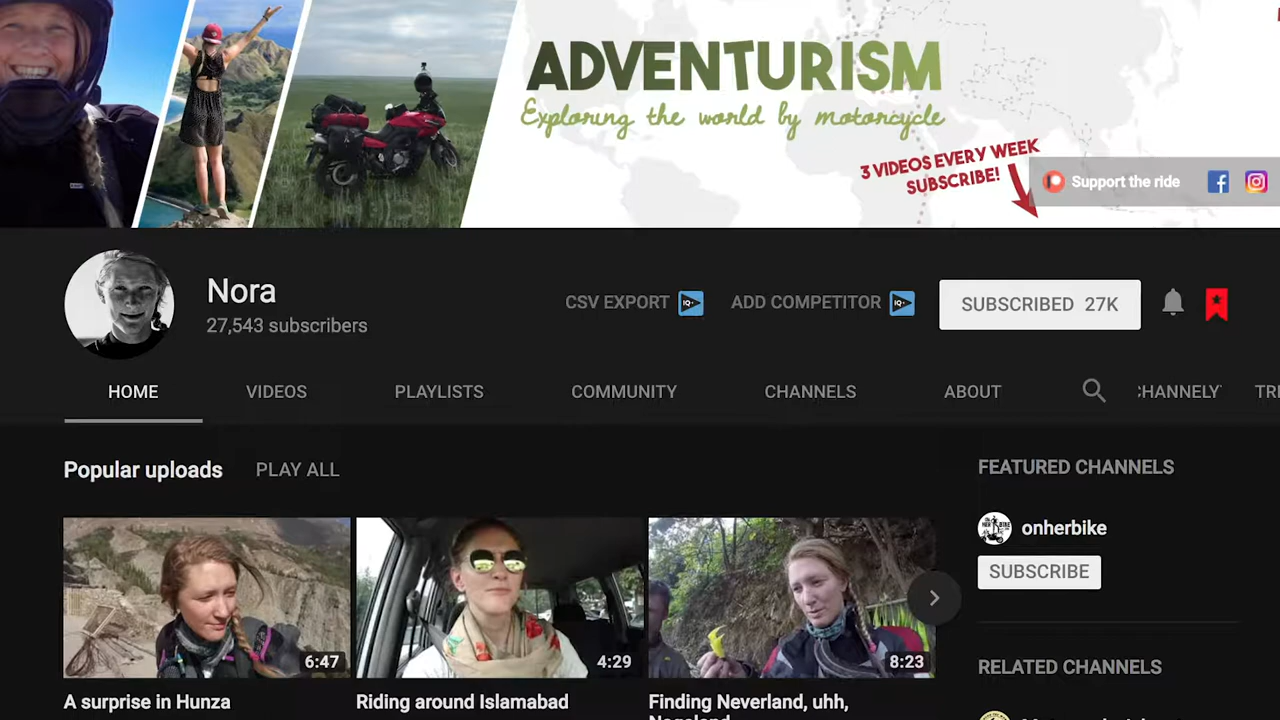 ADVENTURISM
Exploring the world by motorcycle
3 VIDEOS EVERY WEEK
SUBSCRIBE!
Support the ride
Nora
27,543 subscribers
CSV EXPORT IQ
ADD COMPETITOR IQ
SUBSCRIBED 27K
HOME
VIDEOS
PLAYLISTS
COMMUNITY
CHANNELS
ABOUT
Popular uploads
PLAY ALL
FEATURED CHANNELS
onherbike
SUBSCRIBE
6:47
4:29
8:23
A surprise in Hunza
Riding around Islamabad
Finding Neverland, uhh,
RELATED CHANNELS